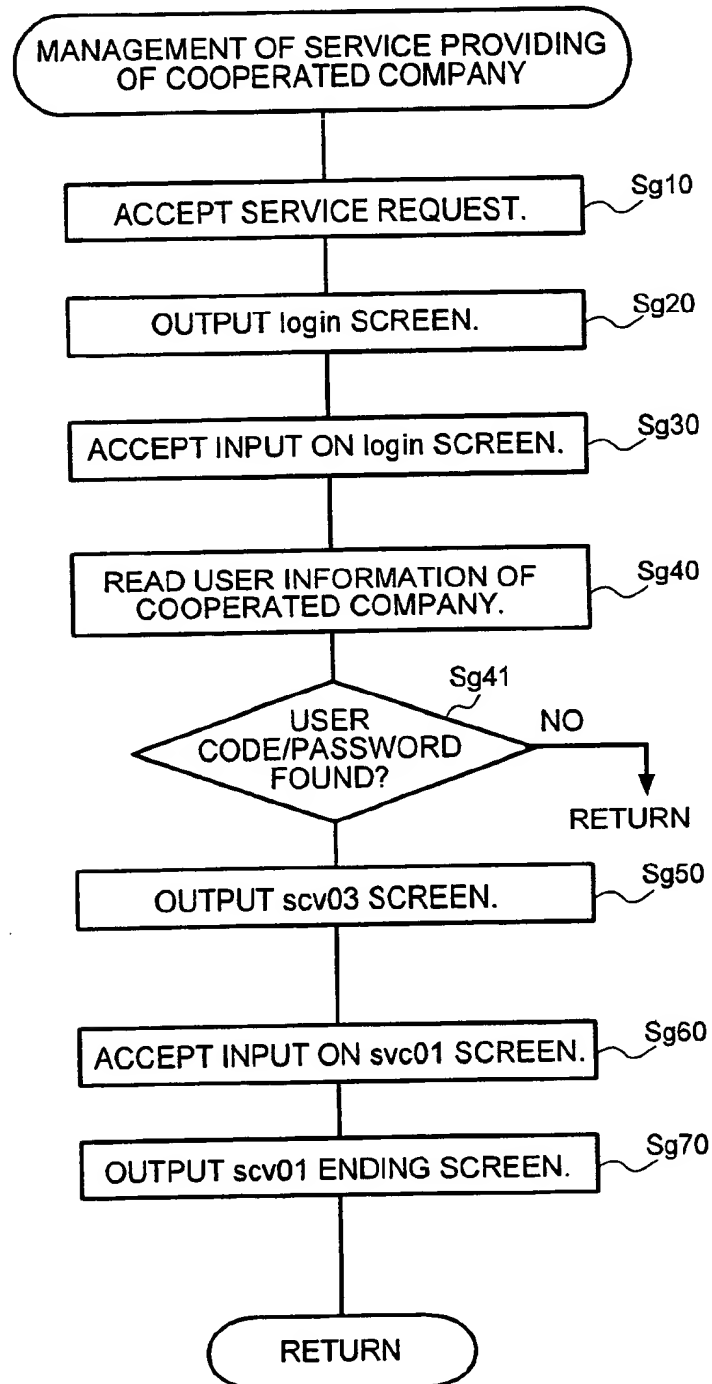 MANAGEMENT OF SERVICE PROVIDING
OF COOPERATED COMPANY
Sg10
ACCEPT SERVICE REQUEST.
Sg20
OUTPUT login SCREEN.
Sg30
ACCEPT INPUT ON login SCREEN.
Sg40
READ USER INFORMATION OF
COOPERATED COMPANY.
Sg41
USER
CODE/PASSWORD
FOUND?
NO
RETURN
Sg50
OUTPUT scv03 SCREEN.
Sg60
ACCEPT INPUT ON svc01 SCREEN.
Sg70
OUTPUT scv01 ENDING SCREEN.
RETURN